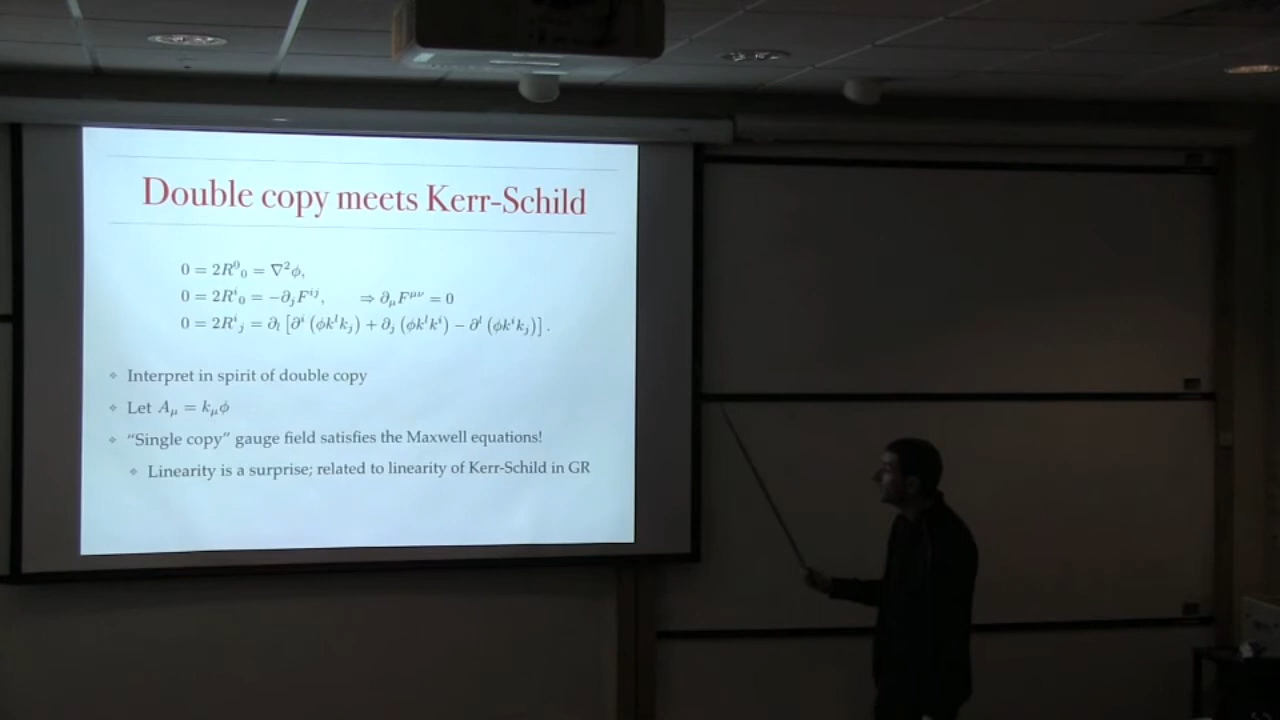 Double copy meets Kerr-Schild
0 = 2R⁰₀ = ∇²ϕ,
0 = 2Rⁱ₀ = −∂ⱼFⁱʲ, ⇒ ∂_μF^{μν} = 0
0 = 2Rⁱⱼ = ∂ₗ [∂ⁱ (ϕkˡkⱼ) + ∂ⱼ (ϕkˡkⁱ) − ∂ˡ (ϕkⁱkⱼ)] .
❖ Interpret in spirit of double copy
❖ Let A_μ = k_μϕ
❖ “Single copy” gauge field satisfies the Maxwell equations!
❖ Linearity is a surprise; related to linearity of Kerr-Schild in GR